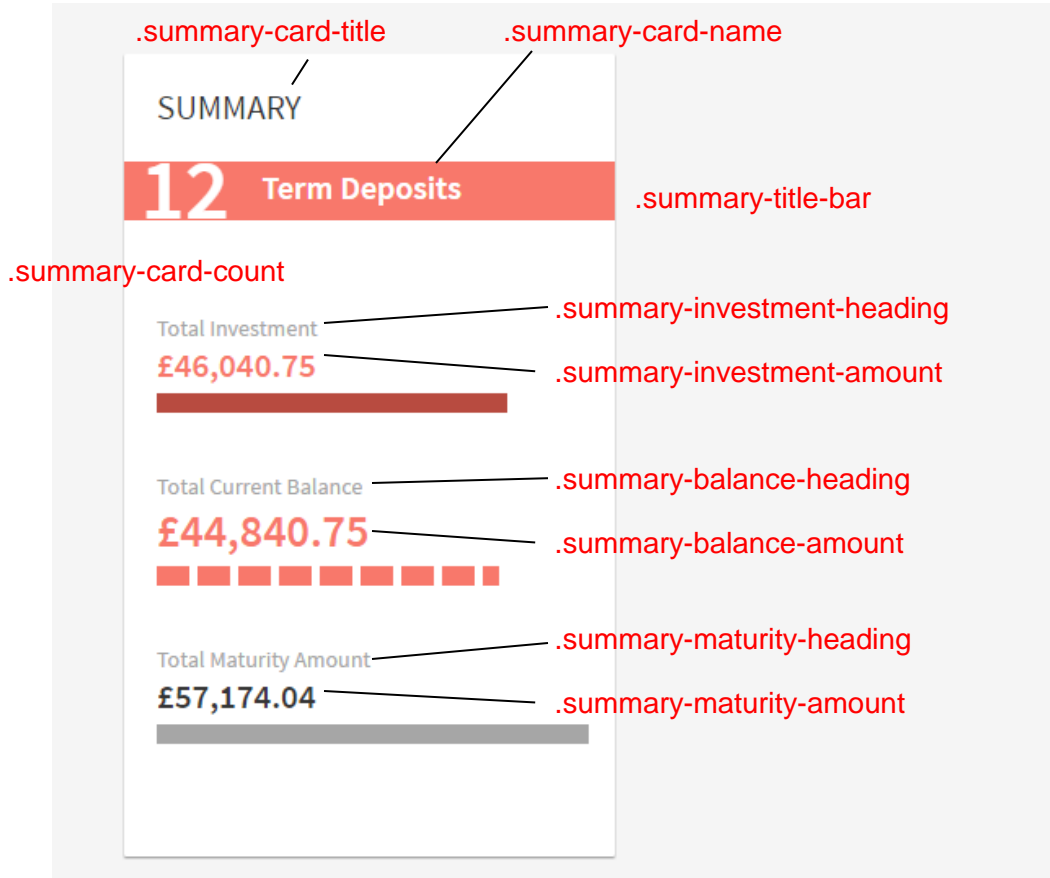 .summary-card-title .summary-card-name
SUMMARY
12 Term Deposits
.summary-title-bar
.summary-card-count
.summary-investment-heading
Total Investment
£46,040.75
.summary-investment-amount
.summary-balance-heading
Total Current Balance
£44,840.75
.summary-balance-amount
.summary-maturity-heading
Total Maturity Amount
£57,174.04
.summary-maturity-amount